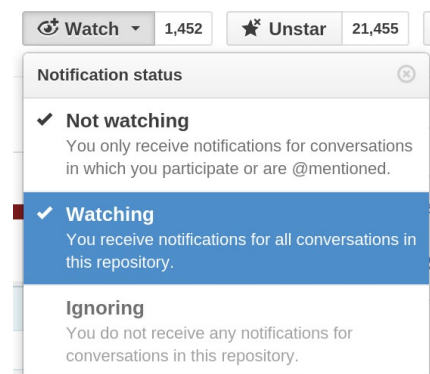 Watch 1,452 Unstar 21,455
Notification status
Not watching
You only receive notifications for conversations
in which you participate or are @mentioned.
Watching
You receive notifications for all conversations in
this repository.
Ignoring
You do not receive any notifications for
conversations in this repository.